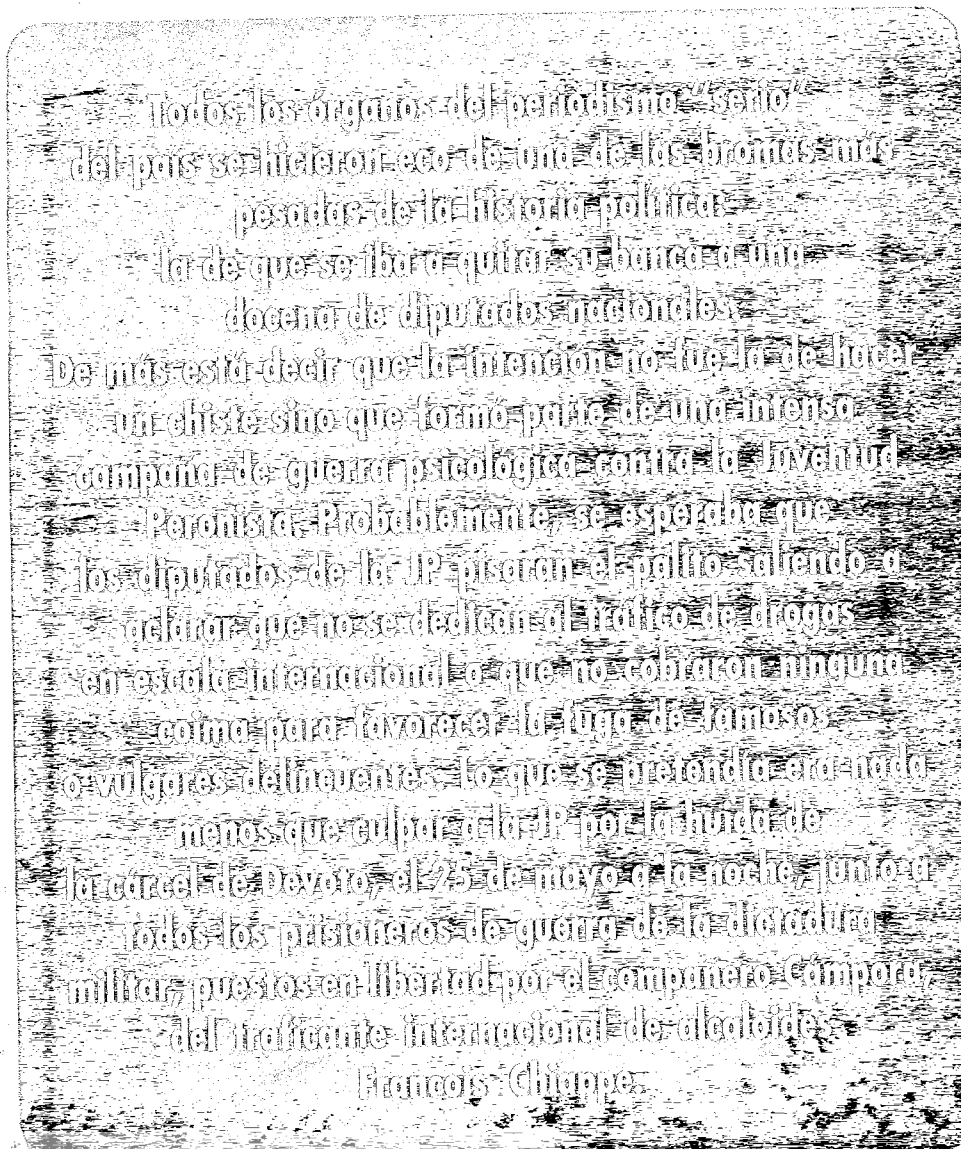 Todos los órganos del periodismo "serio"
del país se hicieron eco de una de las bromas más
pesadas de la historia política:
la de que se iba a quitar su banca a una
docena de diputados nacionales.
De más está decir que la intención no fue la de hacer
un chiste sino que formó parte de una intensa
campaña de guerra psicológica contra la Juventud
Peronista. Probablemente, se esperaba que
los diputados de la JP pisaran el palito saliendo a
aclarar que no se dedican al tráfico de drogas
en escala internacional o que no cobraron ninguna
coima para favorecer la fuga de famosos
o vulgares delincuentes. Lo que se pretendía era nada
menos que culpar a la JP por la huida de
la cárcel de Devoto, el 25 de mayo a la noche, junto a
todos los prisioneros de guerra de la dictadura
militar, puestos en libertad por el compañero Cámpora,
del traficante internacional de alcaloides
Francois Chiappe.